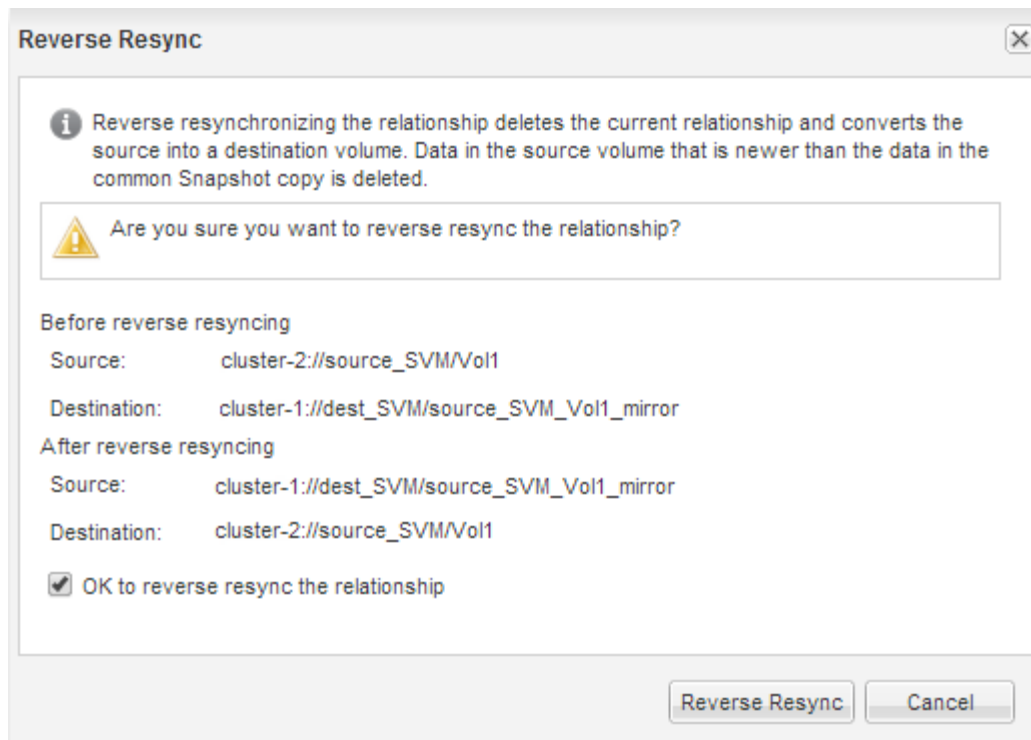 Reverse Resync
Reverse resynchronizing the relationship deletes the current relationship and converts the
source into a destination volume. Data in the source volume that is newer than the data in the
common Snapshot copy is deleted.
Are you sure you want to reverse resync the relationship?
Before reverse resyncing
Source: cluster-2://source_SVM/Vol1
Destination: cluster-1://dest_SVM/source_SVM_Vol1_mirror
After reverse resyncing
Source: cluster-1://dest_SVM/source_SVM_Vol1_mirror
Destination: cluster-2://source_SVM/Vol1
OK to reverse resync the relationship
Reverse Resync Cancel